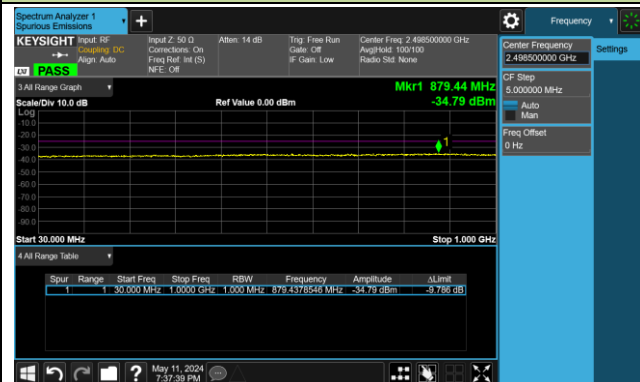 Spectrum Analyzer 1
Spurious Emissions
Frequency
KEYSIGHT Input: RF
Coupling: DC
Align: Auto
Input Z: 50 Ω
Corrections: On
Freq Ref: Int (S)
NFE: Off
Atten: 14 dB
Trig: Free Run
Gate: Off
IF Gain: Low
Center Freq: 2.498500000 GHz
Avg|Hold: 100/100
Radio Std: None
LXI PASS
Center Frequency
2.498500000 GHz
Settings
CF Step
5.000000 MHz
Auto
Man
Freq Offset
0 Hz
3 All Range Graph
Mkr1 879.44 MHz
-34.79 dBm
Scale/Div 10.0 dB
Ref Value 0.00 dBm
Log
-10.0
-20.0
-30.0
-40.0
-50.0
-60.0
-70.0
-80.0
-90.0
1
Start 30.000 MHz
Stop 1.000 GHz
4 All Range Table
Spur Range Start Freq Stop Freq RBW Frequency Amplitude ΔLimit
1 1 30.000 MHz 1.0000 GHz 1.000 MHz 879.4378546 MHz -34.79 dBm -9.786 dB
May 11, 2024
7:37:39 PM